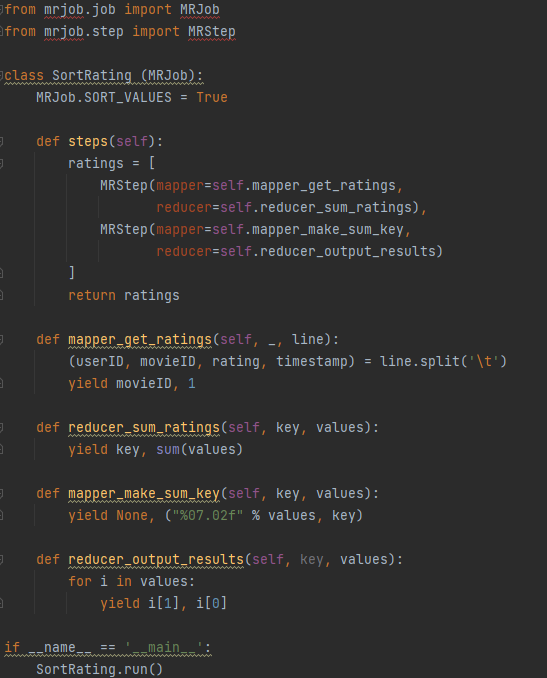 from mrjob.job import MRJob
from mrjob.step import MRStep

class SortRating (MRJob):
    MRJob.SORT_VALUES = True

    def steps(self):
        ratings = [
            MRStep(mapper=self.mapper_get_ratings,
                   reducer=self.reducer_sum_ratings),
            MRStep(mapper=self.mapper_make_sum_key,
                   reducer=self.reducer_output_results)
        ]
        return ratings

    def mapper_get_ratings(self, _, line):
        (userID, movieID, rating, timestamp) = line.split('\t')
        yield movieID, 1

    def reducer_sum_ratings(self, key, values):
        yield key, sum(values)

    def mapper_make_sum_key(self, key, values):
        yield None, ("%07.02f" % values, key)

    def reducer_output_results(self, key, values):
        for i in values:
            yield i[1], i[0]

if __name__ == '__main__':
    SortRating.run()